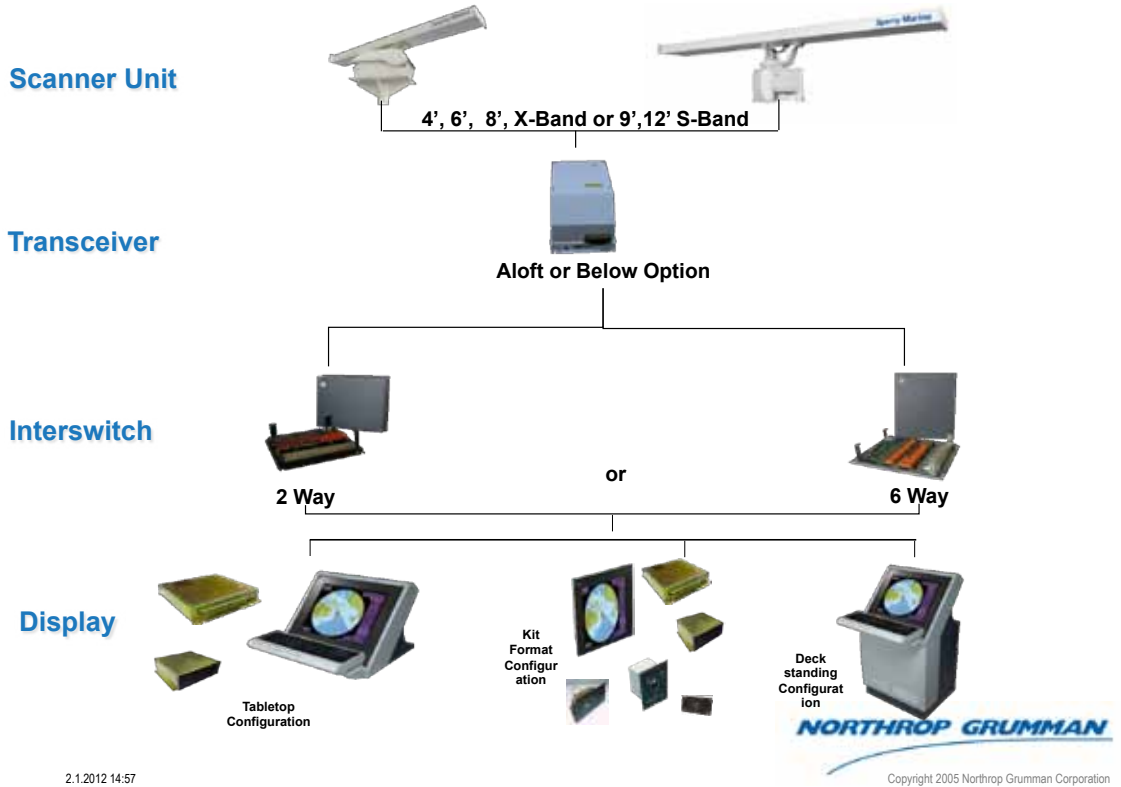 Sperry Marine
Scanner Unit
4’, 6’,  8’, X-Band or 9’,12’ S-Band
Transceiver
Aloft or Below Option
Interswitch
or
2 Way
6 Way
Display
Kit
Format
Configur
ation
Deck
standing
Configurat
ion
Tabletop
Configuration
NORTHROP GRUMMAN
2.1.2012 14:57
Copyright 2005 Northrop Grumman Corporation